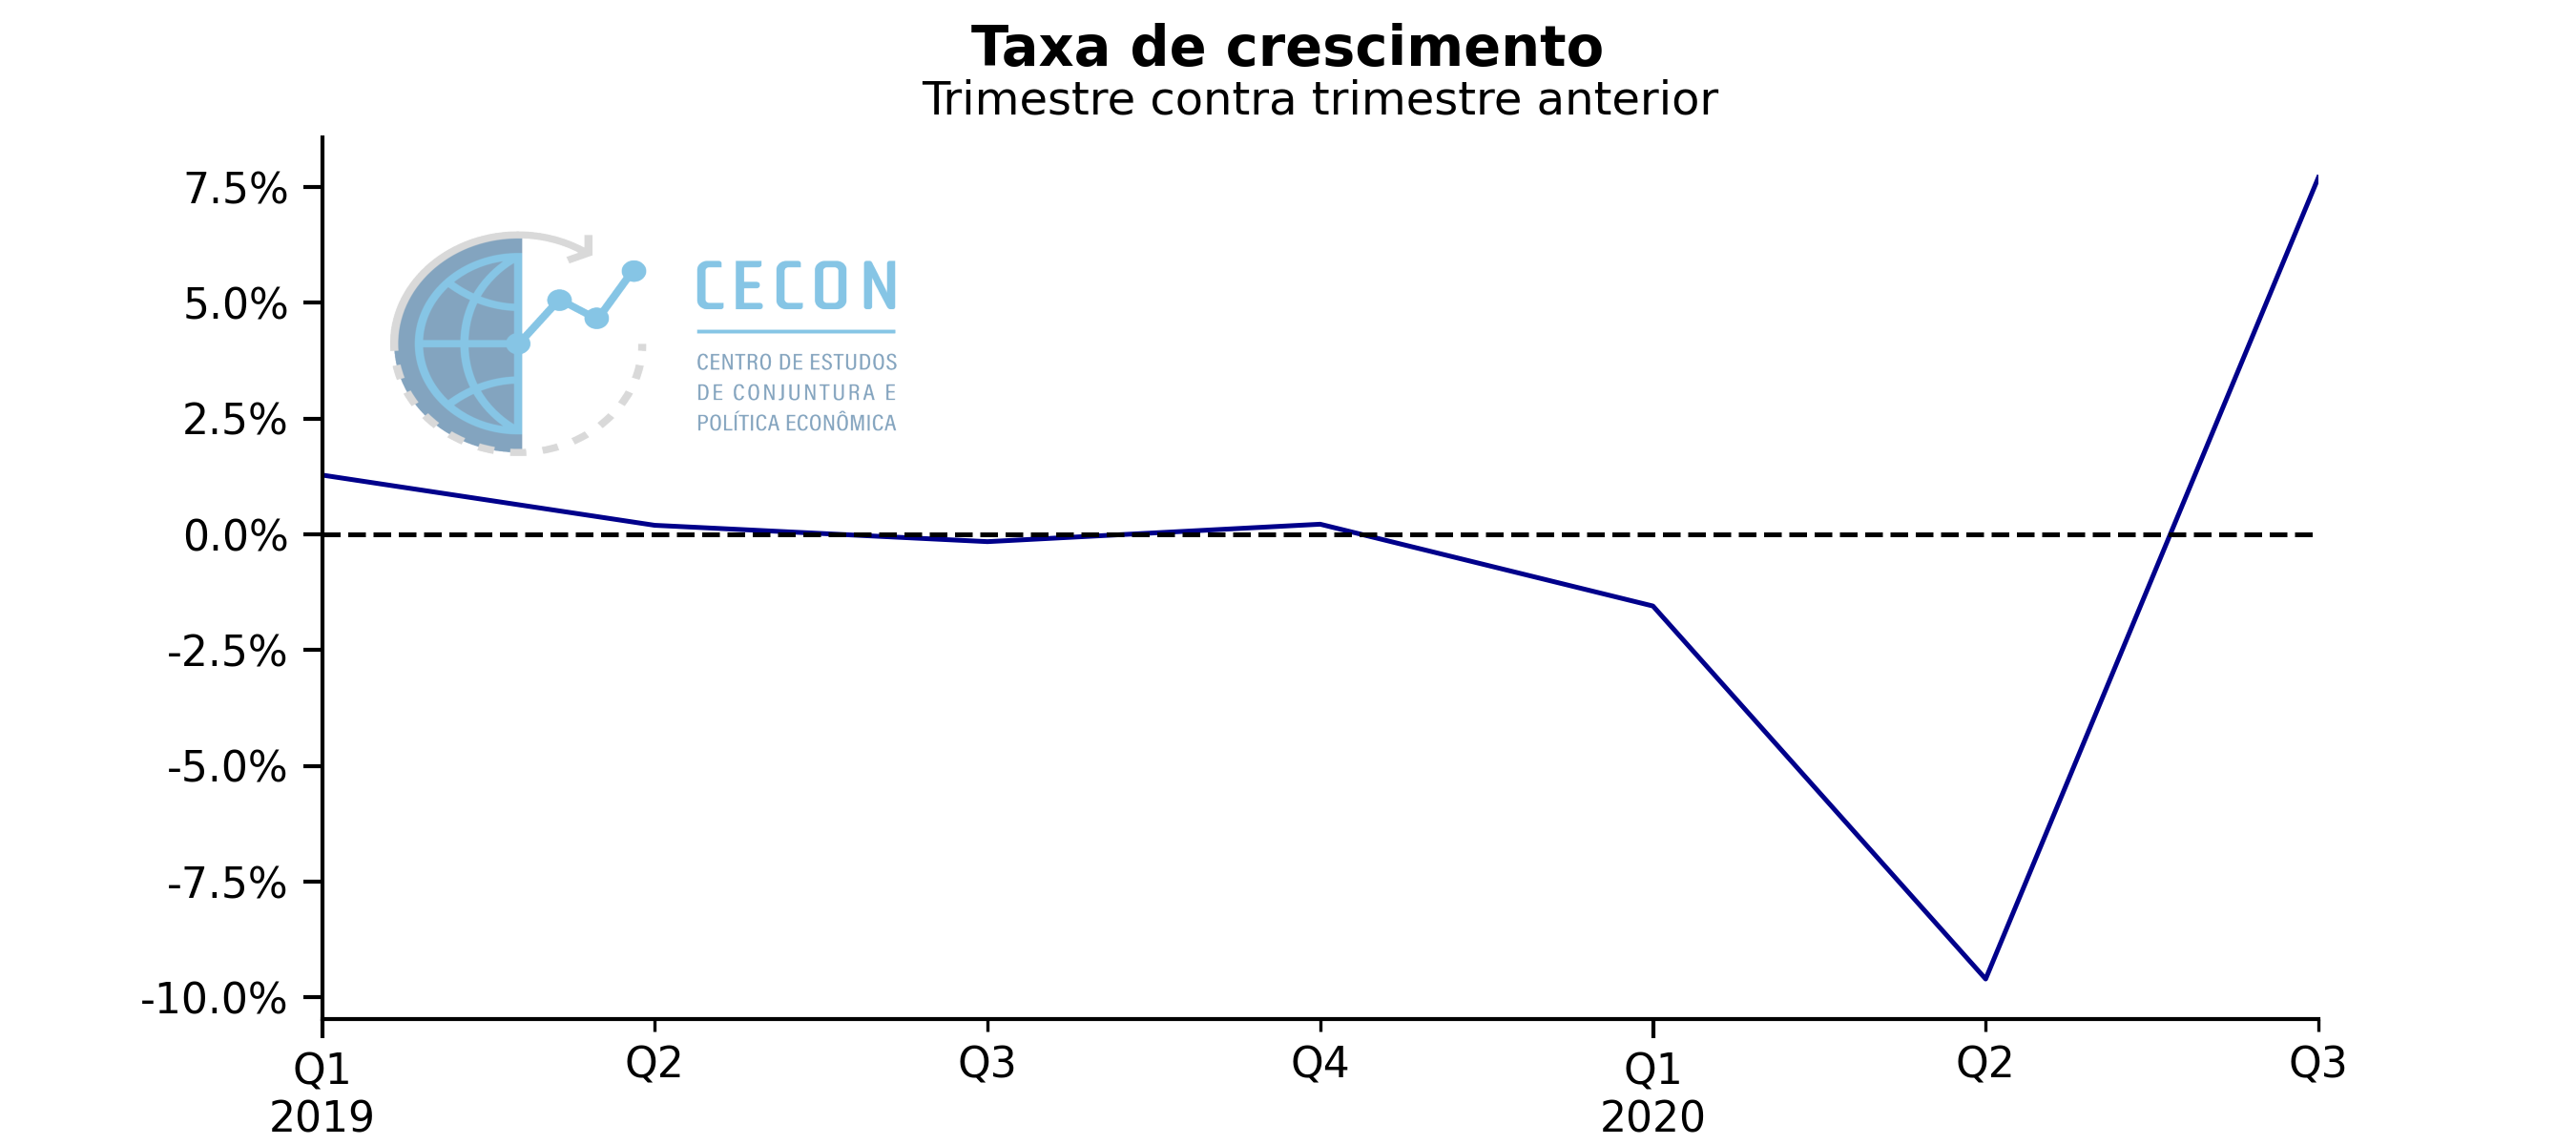 Taxa de crescimento
Trimestre contra trimestre anterior
7.5%
5.0%
2.5%
0.0%
-2.5%
-5.0%
-7.5%
-10.0%
CECON
CENTRO DE ESTUDOS
DE CONJUNTURA E
POLÍTICA ECONÔMICA
Q1 Q2 Q3 Q4 Q1 Q2 Q3
2019 2020